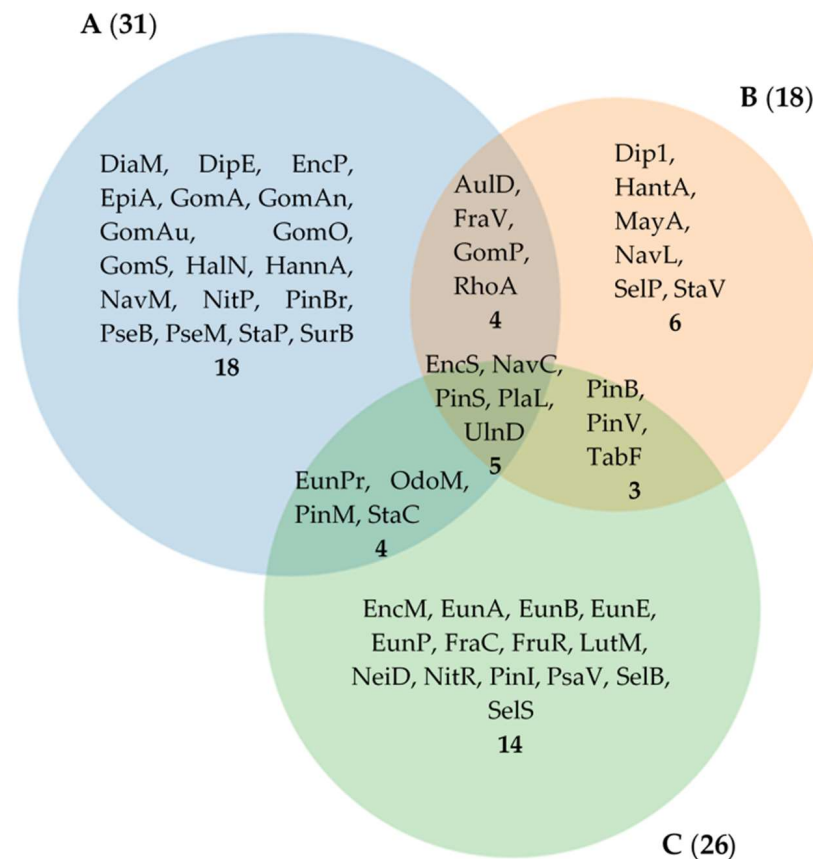 A (31)
B (18)
DiaM, DipE, EncP,
EpiA, GomA, GomAn,
GomAu, GomO,
GomS, HalN, HannA,
NavM, NitP, PinBr,
PseB, PseM, StaP, SurB
18
AulD,
FraV,
GomP,
RhoA
4
Dip1,
HantA,
MayA,
NavL,
SelP, StaV
6
EncS, NavC,
PinS, PlaL,
UlnD
5
PinB,
PinV,
TabF
3
EunPr, OdoM,
PinM, StaC
4
EncM, EunA, EunB, EunE,
EunP, FraC, FruR, LutM,
NeiD, NitR, PinI, PsaV, SelB,
SelS
14
C (26)